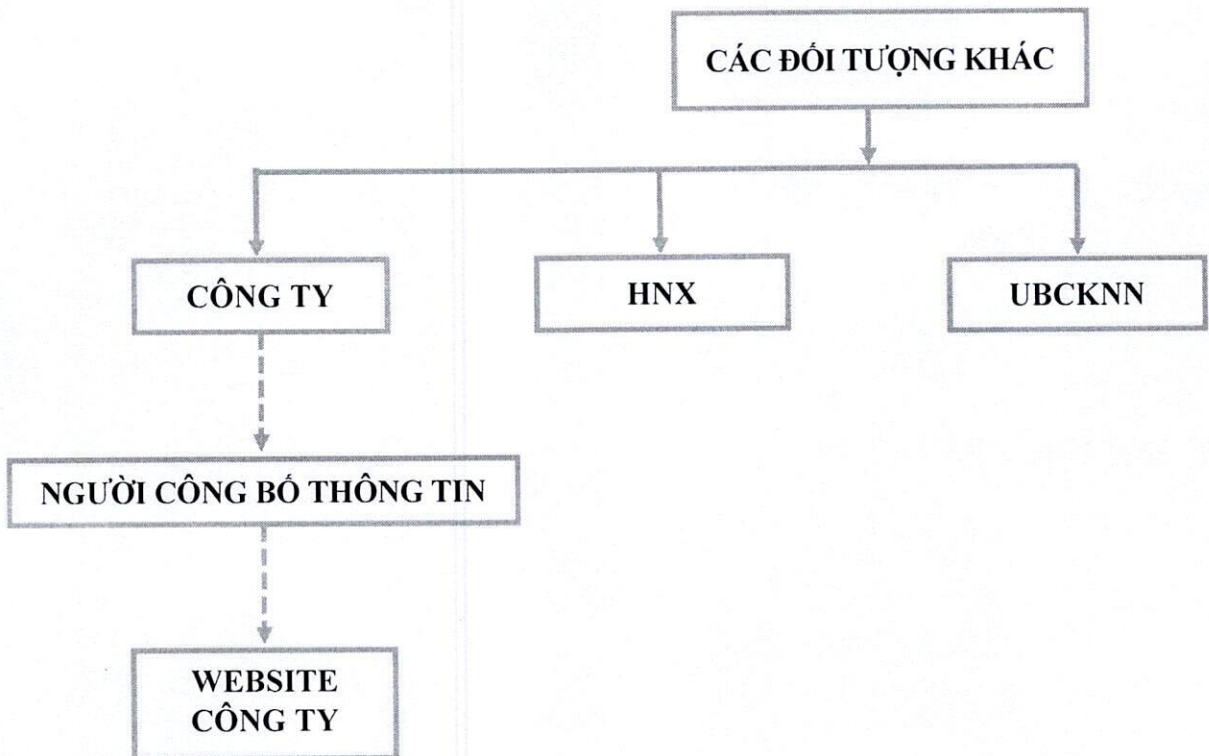 CÁC ĐỐI TƯỢNG KHÁC
CÔNG TY
HNX
UBCKNN
NGƯỜI CÔNG BỐ THÔNG TIN
WEBSITE
CÔNG TY